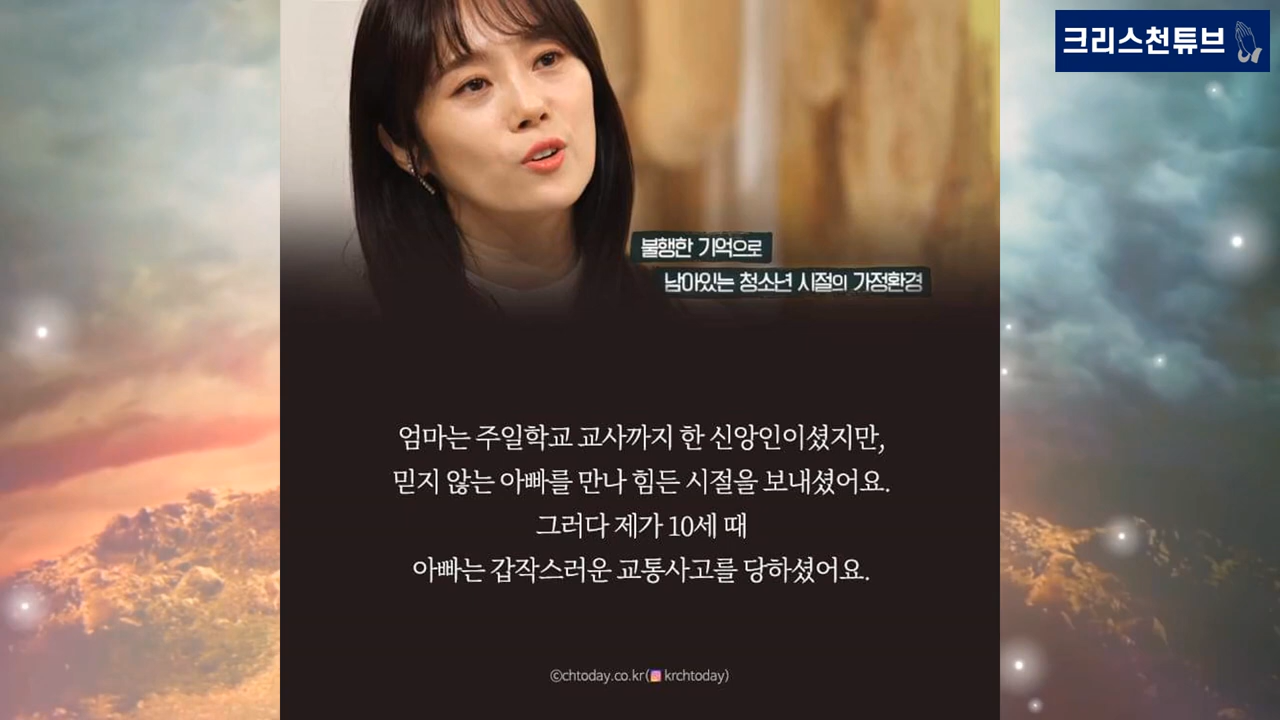 크리스천튜브
불행한 기억으로
남아있는 청소년 시절의 가정환경
엄마는 주일학교 교사까지 한 신앙인이셨지만,
믿지 않는 아빠를 만나 힘든 시절을 보내셨어요.
그러다 제가 10세 때
아빠는 갑작스러운 교통사고를 당하셨어요.
©chtoday.co.kr(krchtoday)